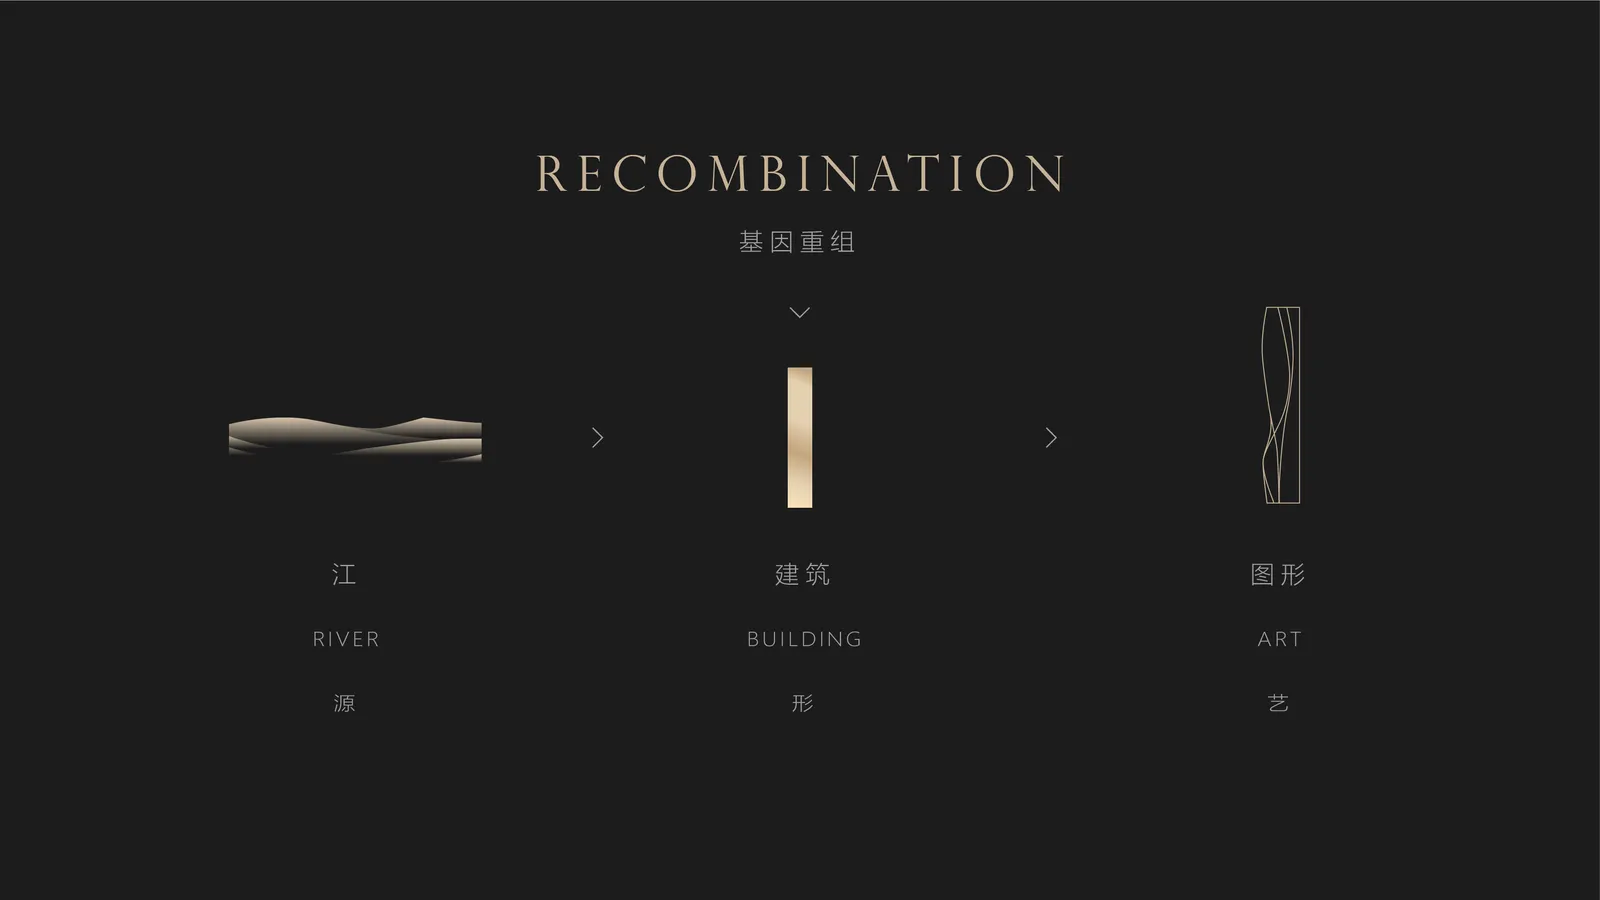 RECOMBINATION
基因重组
江
建筑
图形
RIVER
BUILDING
ART
源
形
艺